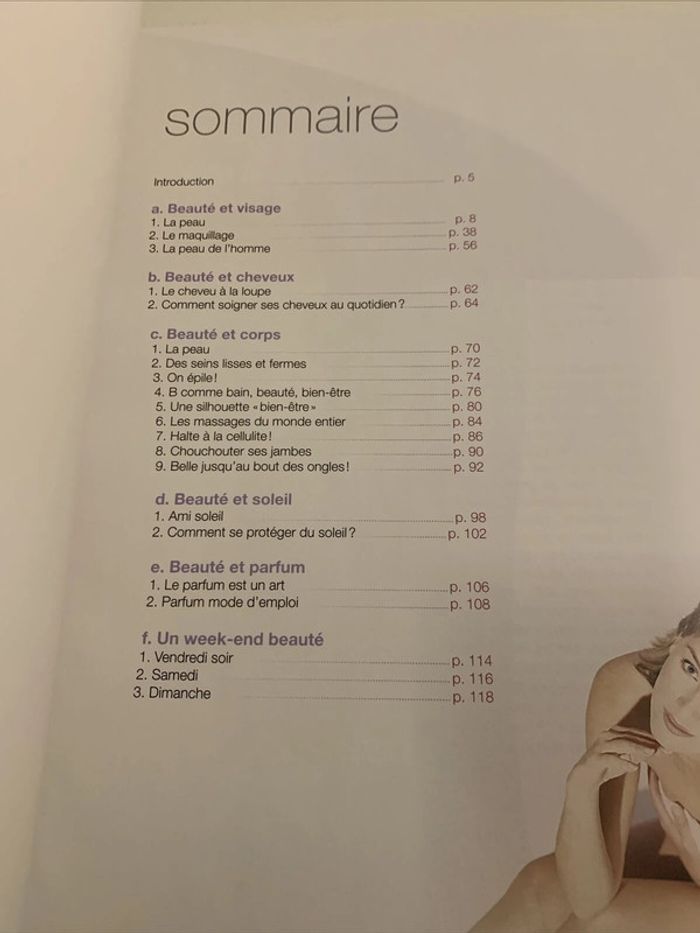 sommaire
Introduction p. 5
a. Beauté et visage
1. La peau p. 8
2. Le maquillage p. 38
3. La peau de l'homme p. 56
b. Beauté et cheveux
1. Le cheveu à la loupe p. 62
2. Comment soigner ses cheveux au quotidien ? p. 64
c. Beauté et corps
1. La peau p. 70
2. Des seins lisses et fermes p. 72
3. On épile ! p. 74
4. B comme bain, beauté, bien-être p. 76
5. Une silhouette « bien-être » p. 80
6. Les massages du monde entier p. 84
7. Halte à la cellulite ! p. 86
8. Chouchouter ses jambes p. 90
9. Belle jusqu'au bout des ongles ! p. 92
d. Beauté et soleil
1. Ami soleil p. 98
2. Comment se protéger du soleil ? p. 102
e. Beauté et parfum
1. Le parfum est un art p. 106
2. Parfum mode d'emploi p. 108
f. Un week-end beauté
1. Vendredi soir p. 114
2. Samedi p. 116
3. Dimanche p. 118